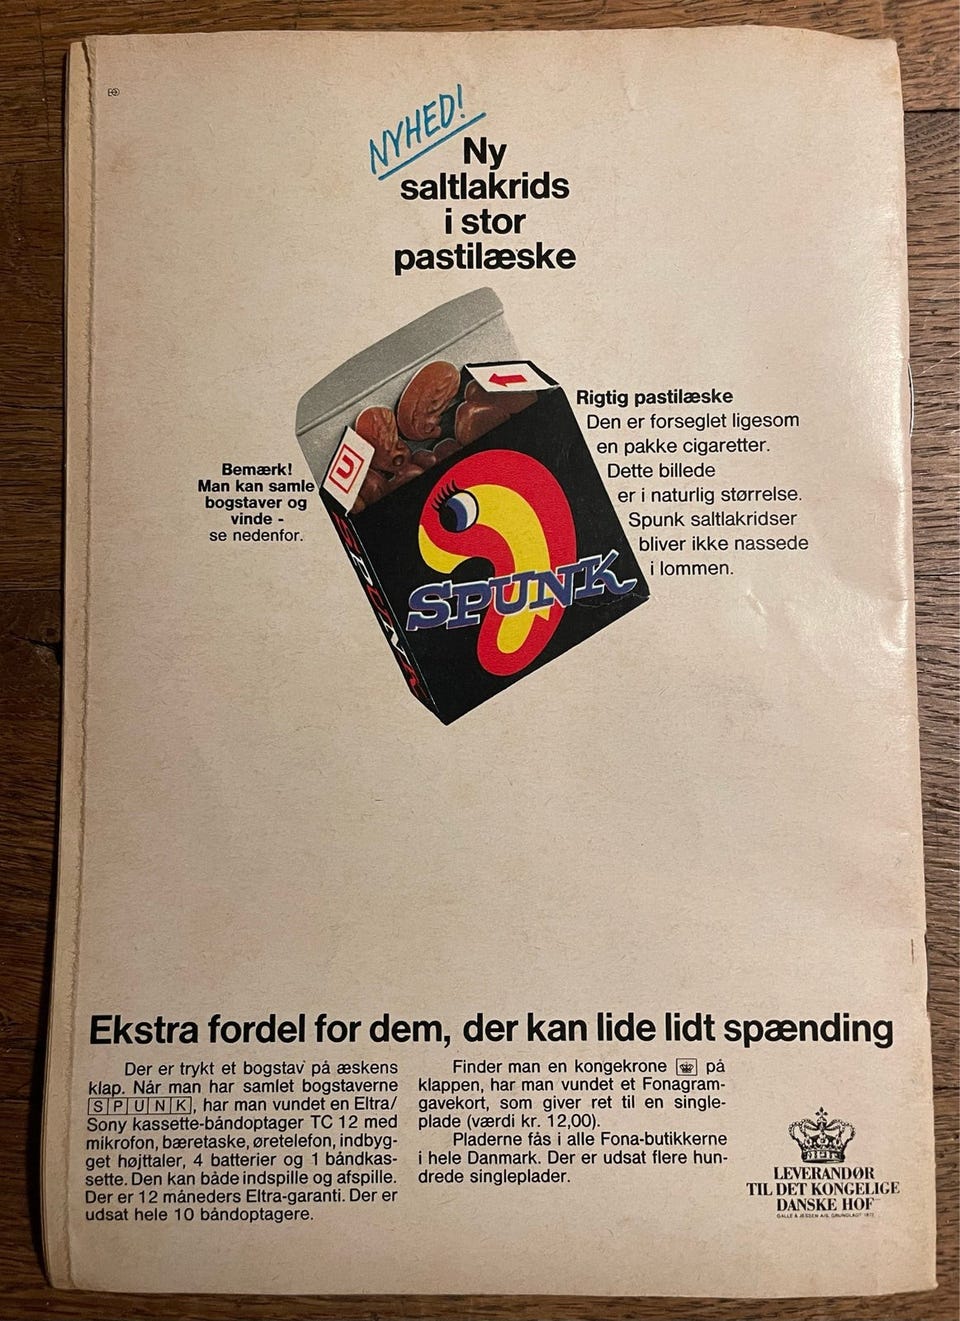 NYHED!
Ny
saltlakrids
i stor
pastilæske
Rigtig pastilæske
Den er forseglet ligesom
en pakke cigaretter.
Dette billede
er i naturlig størrelse.
Spunk saltlakridser
bliver ikke nassede
i lommen.
Bemærk!
Man kan samle
bogstaver og
vinde -
se nedenfor.
U
SPUNK
SPUNK
Ekstra fordel for dem, der kan lide lidt spænding
Der er trykt et bogstav på æskens
klap. Når man har samlet bogstaverne
S P U N K, har man vundet en Eltra/
Sony kassette-båndoptager TC 12 med
mikrofon, bæretaske, øretelefon, indbyg-
get højttaler, 4 batterier og 1 båndkas-
sette. Den kan både indspille og afspille.
Der er 12 måneders Eltra-garanti. Der er
udsat hele 10 båndoptagere.
Finder man en kongekrone på
klappen, har man vundet et Fonagram-
gavekort, som giver ret til en single-
plade (værdi kr. 12,00).
Pladerne fås i alle Fona-butikkerne
i hele Danmark. Der er udsat flere hun-
drede singleplader.
LEVERANDØR
TIL DET KONGELIGE
DANSKE HOF
GALLE & JESSEN A/S, GRUNDLAGT 1872